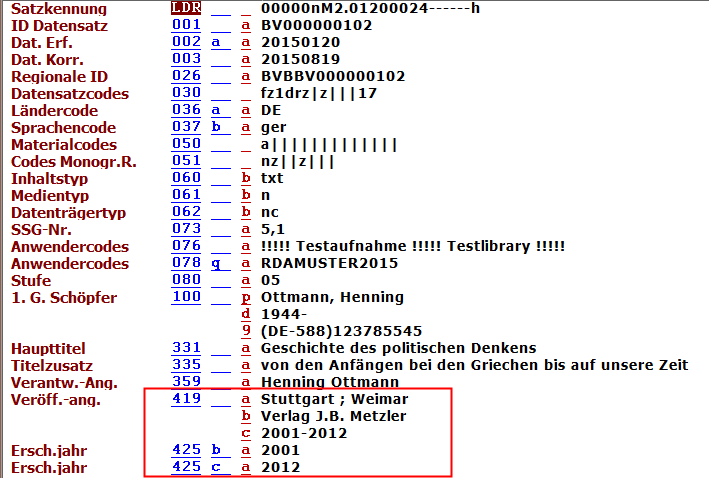 Satzkennung LDR _ _ _ 00000nM2.01200024------h
ID Datensatz 001 _ a BV000000102
Dat. Erf. 002 a a 20150120
Dat. Korr. 003 _ a 20150819
Regionale ID 026 _ a BVBBV000000102
Datensatzcodes 030 _ _ fz1drz|z|||17
Ländercode 036 a a DE
Sprachencode 037 b a ger
Materialcodes 050 _ _ a|||||||||||||
Codes Monogr.R. 051 _ _ nz||z|||
Inhaltstyp 060 _ b txt
Medientyp 061 _ b n
Datenträgertyp 062 _ b nc
SSG-Nr. 073 _ a 5,1
Anwendercodes 076 _ a !!!!! Testaufnahme !!!!! Testlibrary !!!!!
Anwendercodes 078 q a RDAMUSTER2015
Stufe 080 _ a 05
1. G. Schöpfer 100 _ p Ottmann, Henning
d 1944-
9 (DE-588)123785545
Haupttitel 331 _ a Geschichte des politischen Denkens
Titelzusatz 335 _ a von den Anfängen bei den Griechen bis auf unsere Zeit
Verantw.-Ang. 359 _ a Henning Ottmann
Veröff.-ang. 419 _ a Stuttgart ; Weimar
b Verlag J.B. Metzler
c 2001-2012
Ersch.jahr 425 b a 2001
Ersch.jahr 425 c a 2012